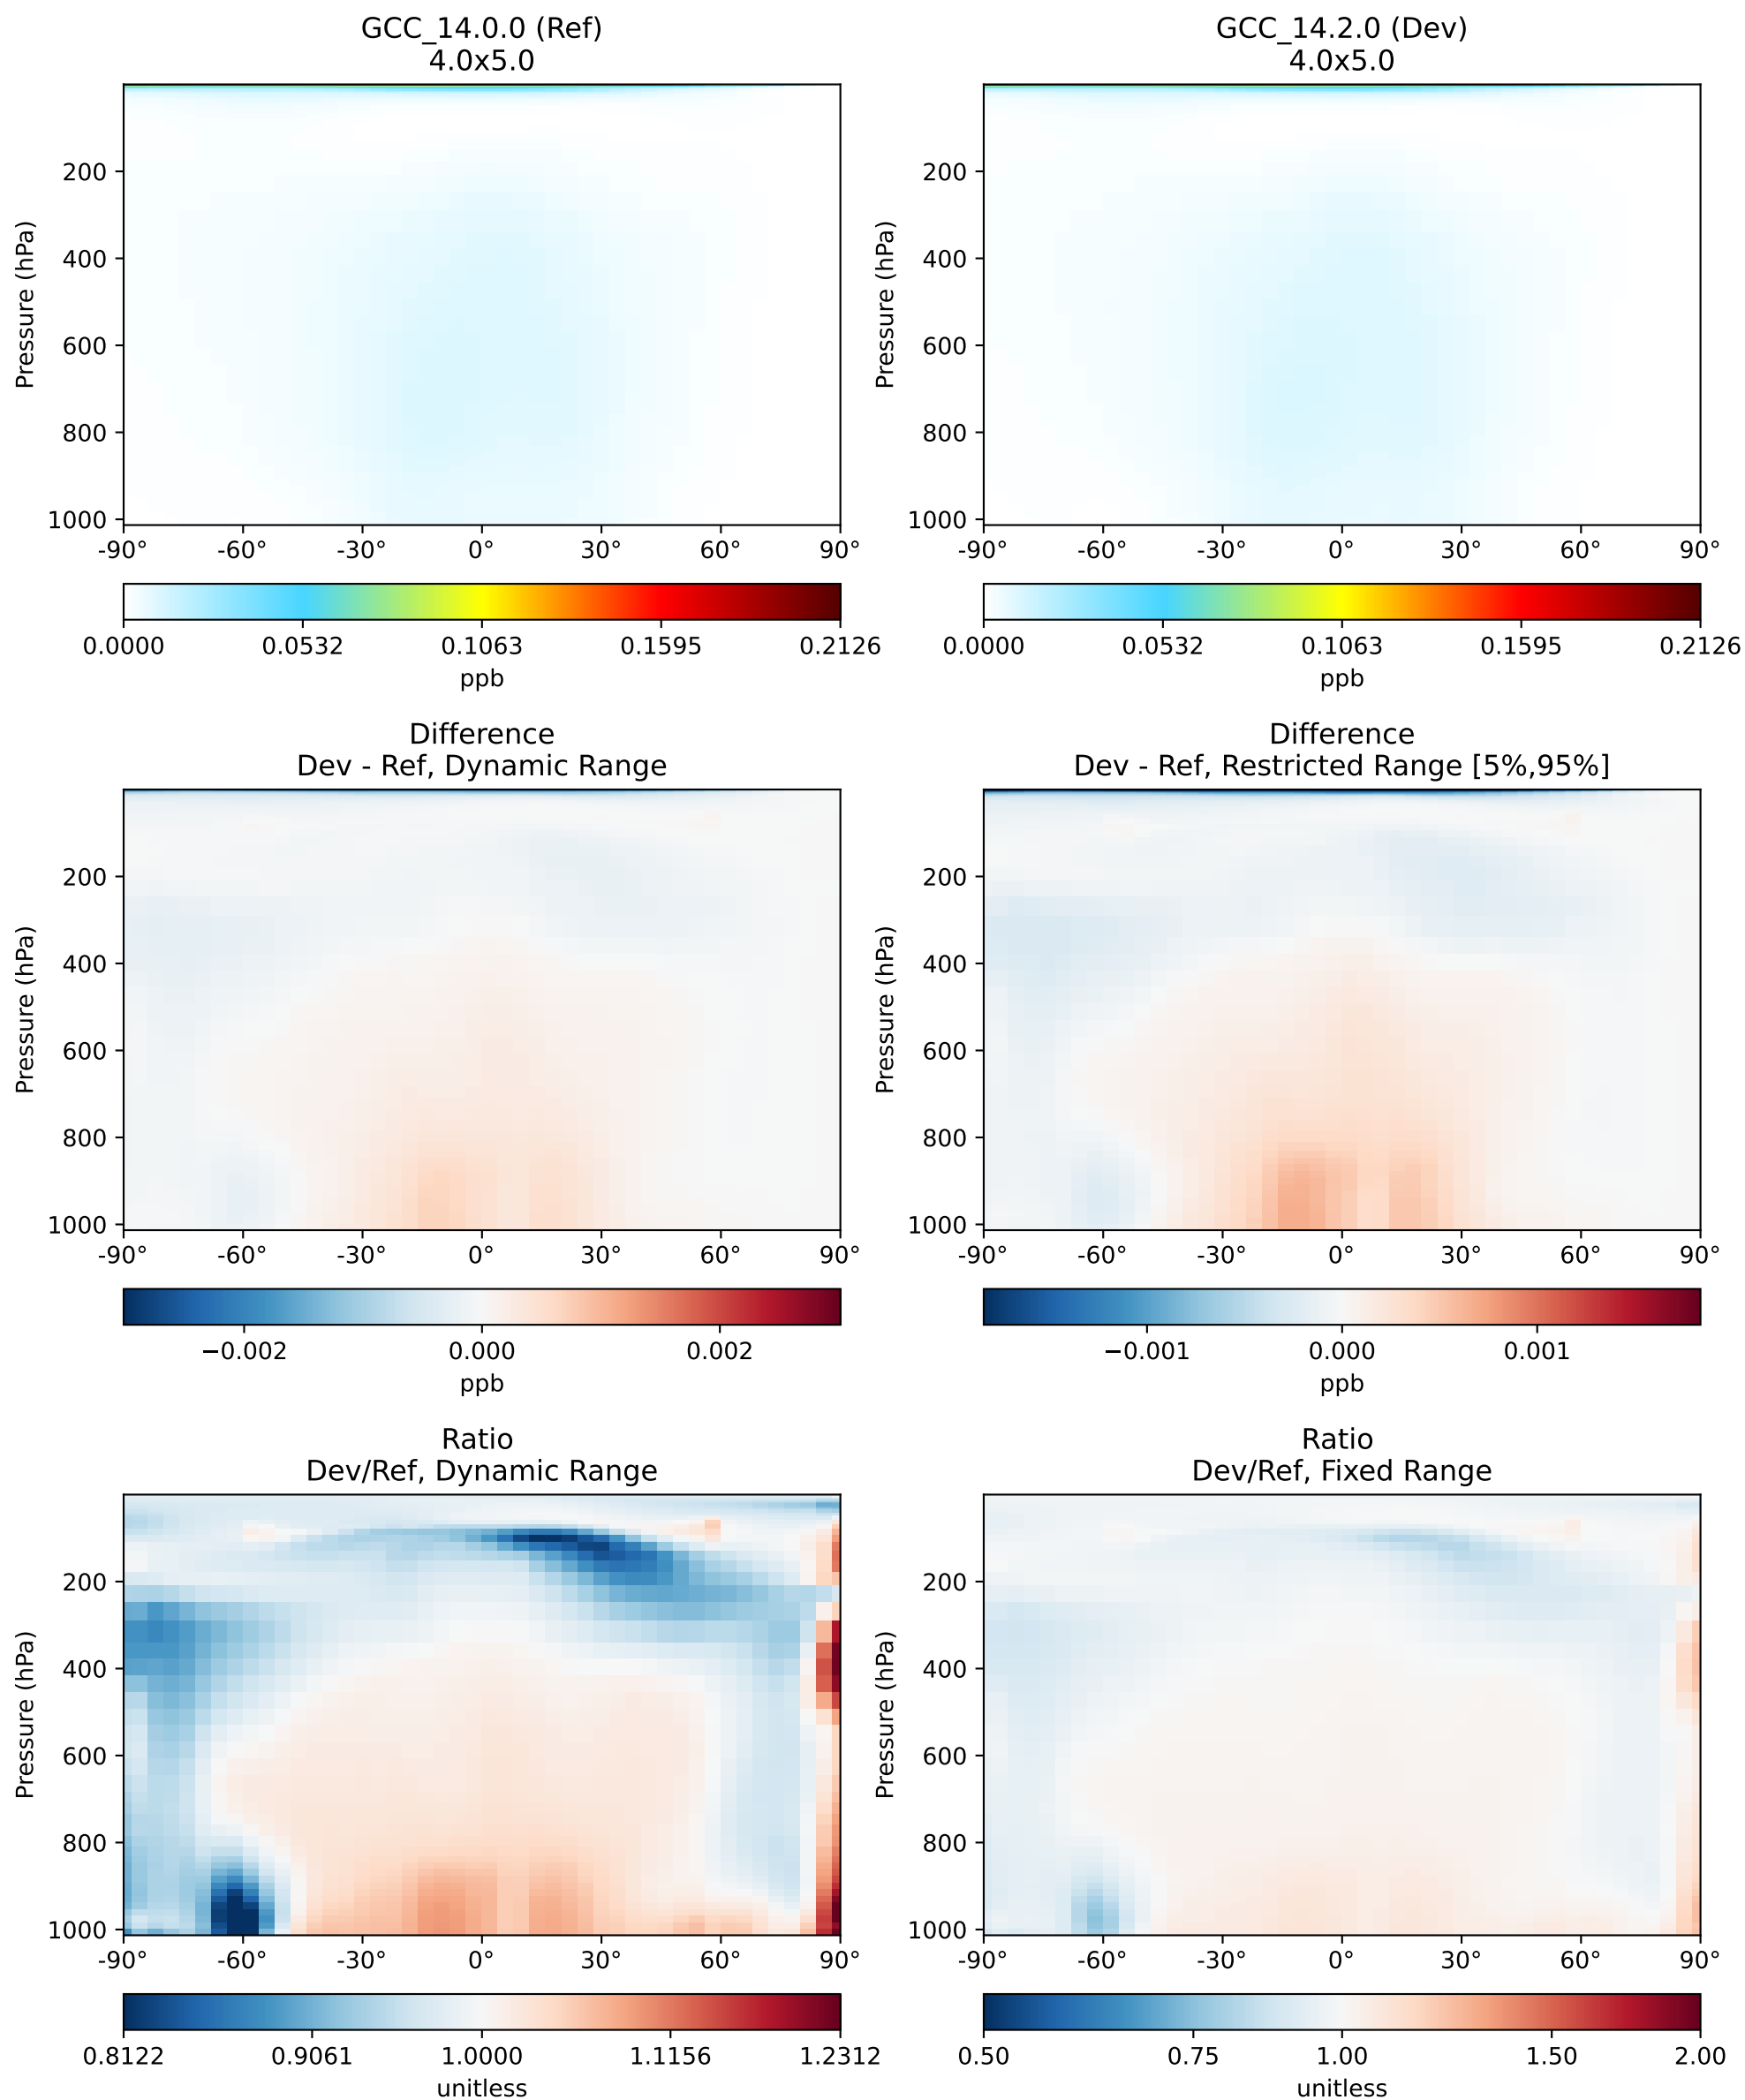 GCC_14.0.0 (Ref)
4.0x5.0
Pressure (hPa)
200
400
600
800
1000
-90° -60° -30° 0° 30° 60° 90°
0.0000 0.0532 0.1063 0.1595 0.2126
ppb
GCC_14.2.0 (Dev)
4.0x5.0
Pressure (hPa)
200
400
600
800
1000
-90° -60° -30° 0° 30° 60° 90°
0.0000 0.0532 0.1063 0.1595 0.2126
ppb
Difference
Dev - Ref, Dynamic Range
Pressure (hPa)
200
400
600
800
1000
-90° -60° -30° 0° 30° 60° 90°
−0.002 0.000 0.002
ppb
Difference
Dev - Ref, Restricted Range [5%,95%]
Pressure (hPa)
200
400
600
800
1000
-90° -60° -30° 0° 30° 60° 90°
−0.001 0.000 0.001
ppb
Ratio
Dev/Ref, Dynamic Range
Pressure (hPa)
200
400
600
800
1000
-90° -60° -30° 0° 30° 60° 90°
0.8122 0.9061 1.0000 1.1156 1.2312
unitless
Ratio
Dev/Ref, Fixed Range
Pressure (hPa)
200
400
600
800
1000
-90° -60° -30° 0° 30° 60° 90°
0.50 0.75 1.00 1.50 2.00
unitless